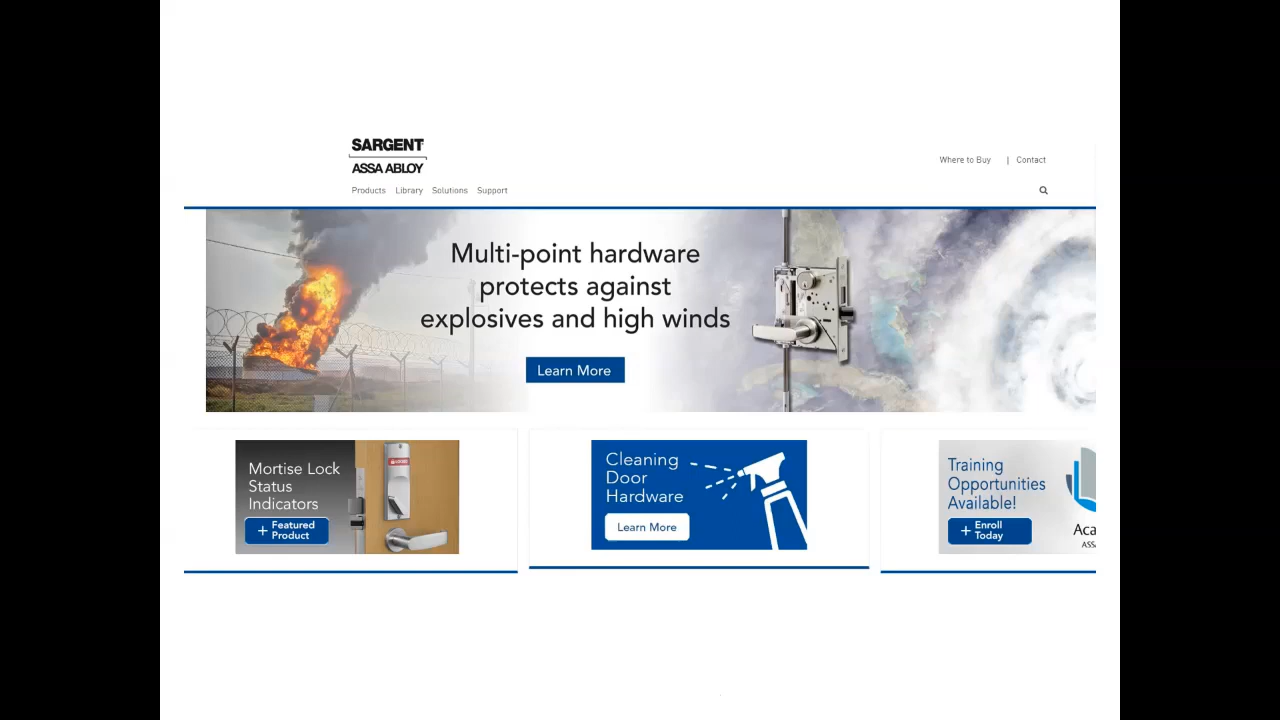 SARGENT
ASSA ABLOY
Where to Buy | Contact
Products Library Solutions Support
Multi-point hardware
protects against
explosives and high winds
Learn More
Mortise Lock
Status
Indicators
+ Featured
Product
Cleaning
Door
Hardware
Learn More
Training
Opportunities
Available!
+ Enroll
Today
Aca
ASSA